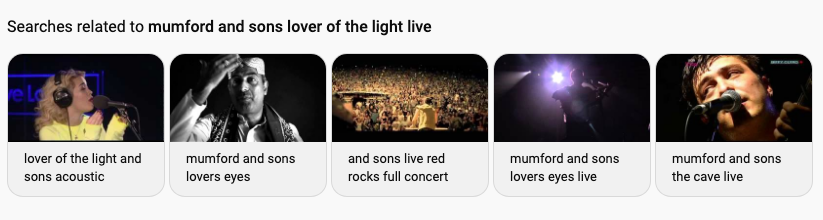 Searches related to mumford and sons lover of the light live
ve Lo
lover of the light and
sons acoustic
mumford and sons
lovers eyes
and sons live red
rocks full concert
mumford and sons
lovers eyes live
mumford and sons
the cave live